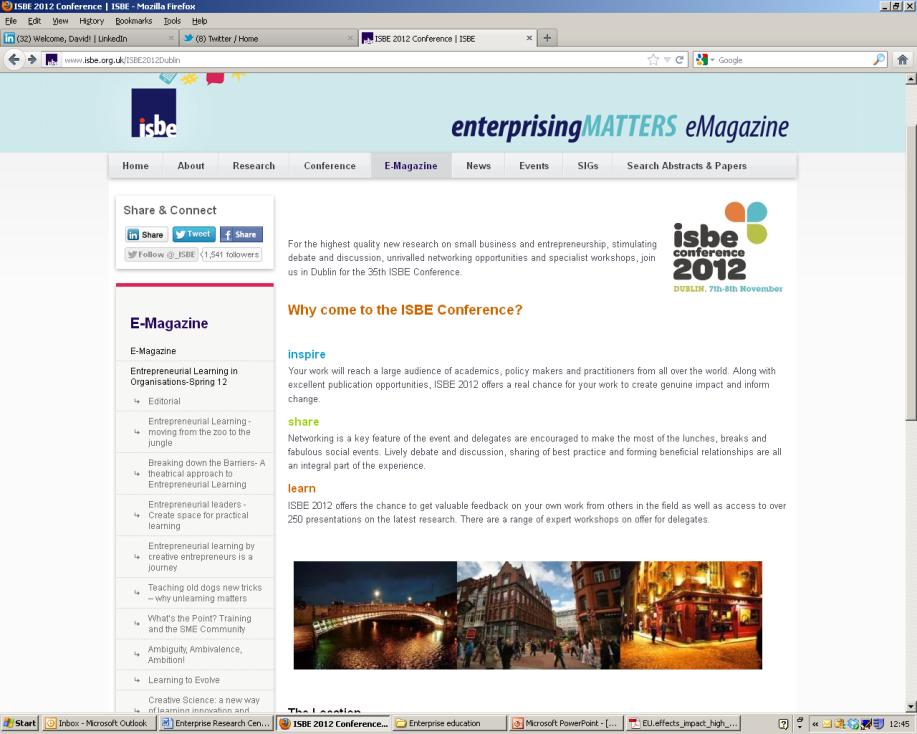 ISBE 2012 Conference | ISBE - Mozilla Firefox
File Edit View History Bookmarks Tools Help
(32) Welcome, David! | LinkedIn
(8) Twitter / Home
ISBE 2012 Conference | ISBE
www.isbe.org.uk/ISBE2012Dublin
Google
isbe
enterprisingMATTERS eMagazine
Home About Research Conference E-Magazine News Events SIGs Search Abstracts & Papers
Share & Connect
in Share Tweet f Share
Follow @_ISBE 1,541 followers
E-Magazine
E-Magazine
Entrepreneurial Learning in
Organisations-Spring 12
Editorial
Entrepreneurial Learning -
moving from the zoo to the
jungle
Breaking down the Barriers- A
theatrical approach to
Entrepreneurial Learning
Entrepreneurial leaders -
Create space for practical
learning
Entrepreneurial learning by
creative entrepreneurs is a
journey
Teaching old dogs new tricks
– why unlearning matters
What's the Point? Training
and the SME Community
Ambiguity, Ambivalence,
Ambition!
Learning to Evolve
Creative Science: a new way
of learning innovation and
For the highest quality new research on small business and entrepreneurship, stimulating
debate and discussion, unrivalled networking opportunities and specialist workshops, join
us in Dublin for the 35th ISBE Conference.
isbe
conference
2012
DUBLIN. 7th-8th November
Why come to the ISBE Conference?
inspire
Your work will reach a large audience of academics, policy makers and practitioners from all over the world. Along with
excellent publication opportunities, ISBE 2012 offers a real chance for your work to create genuine impact and inform
change.
share
Networking is a key feature of the event and delegates are encouraged to make the most of the lunches, breaks and
fabulous social events. Lively debate and discussion, sharing of best practice and forming beneficial relationships are all
an integral part of the experience.
learn
ISBE 2012 offers the chance to get valuable feedback on your own work from others in the field as well as access to over
250 presentations on the latest research. There are a range of expert workshops on offer for delegates.
The Location
Start
Inbox - Microsoft Outlook
Enterprise Research Cen...
ISBE 2012 Conference...
Enterprise education
Microsoft PowerPoint - [...
EU.effects_impact_high_...
12:45